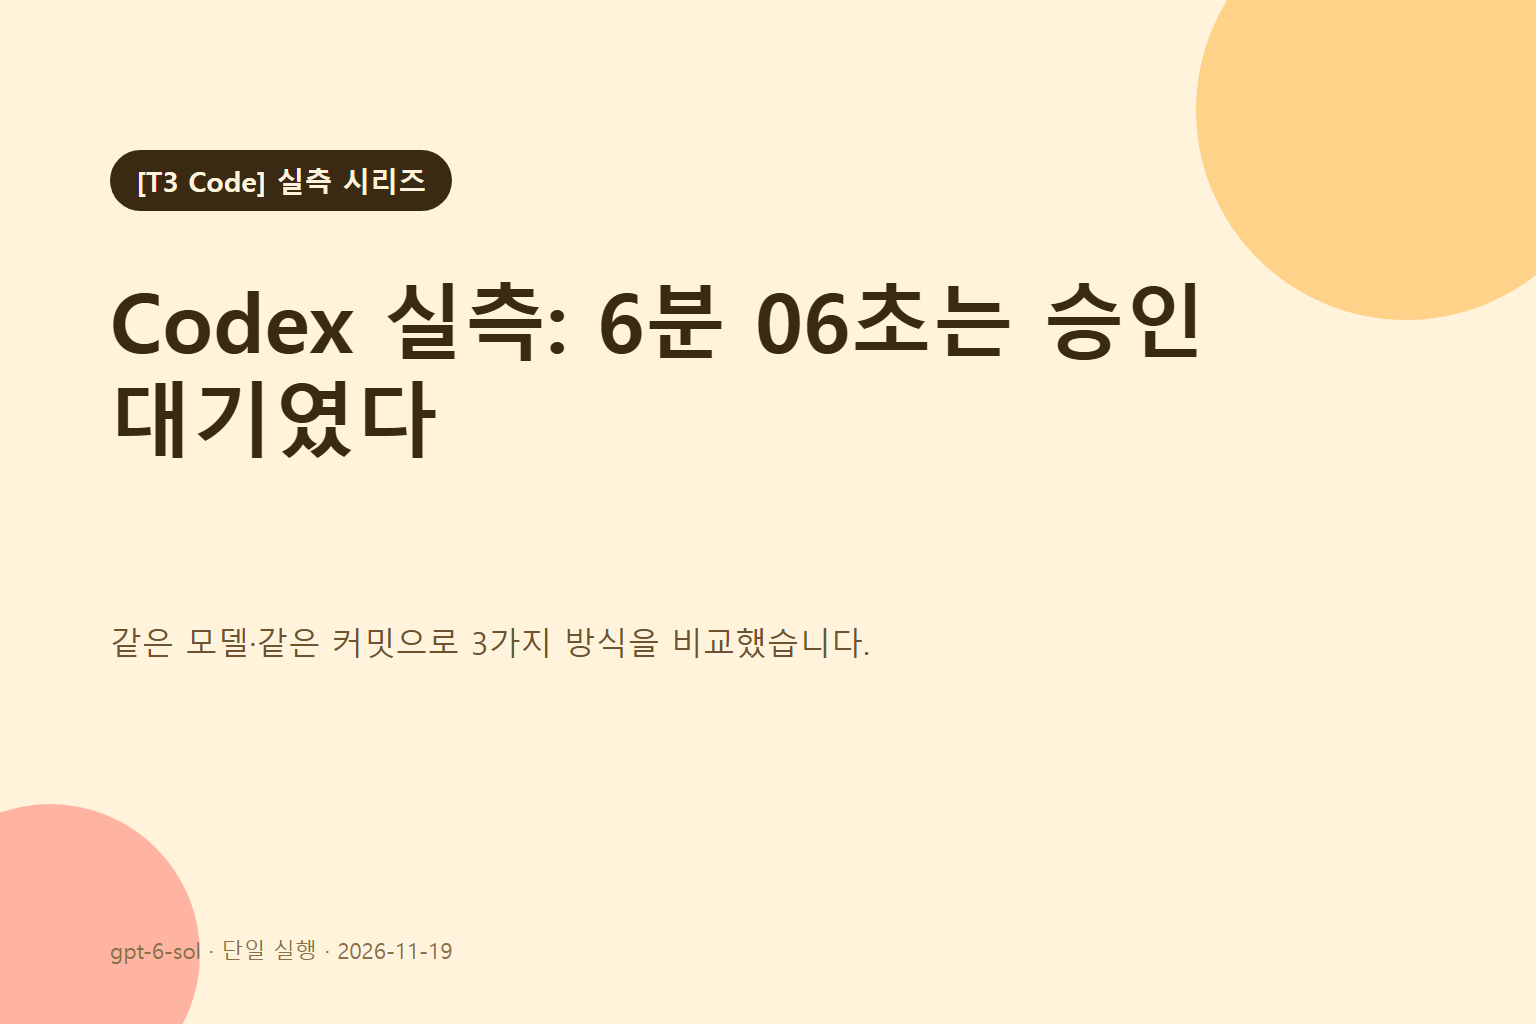 [T3 Code] 실측 시리즈
Codex 실측: 6분 06초는 승인
대기였다
같은 모델·같은 커밋으로 3가지 방식을 비교했습니다.
gpt-6-sol · 단일 실행 · 2026-11-19